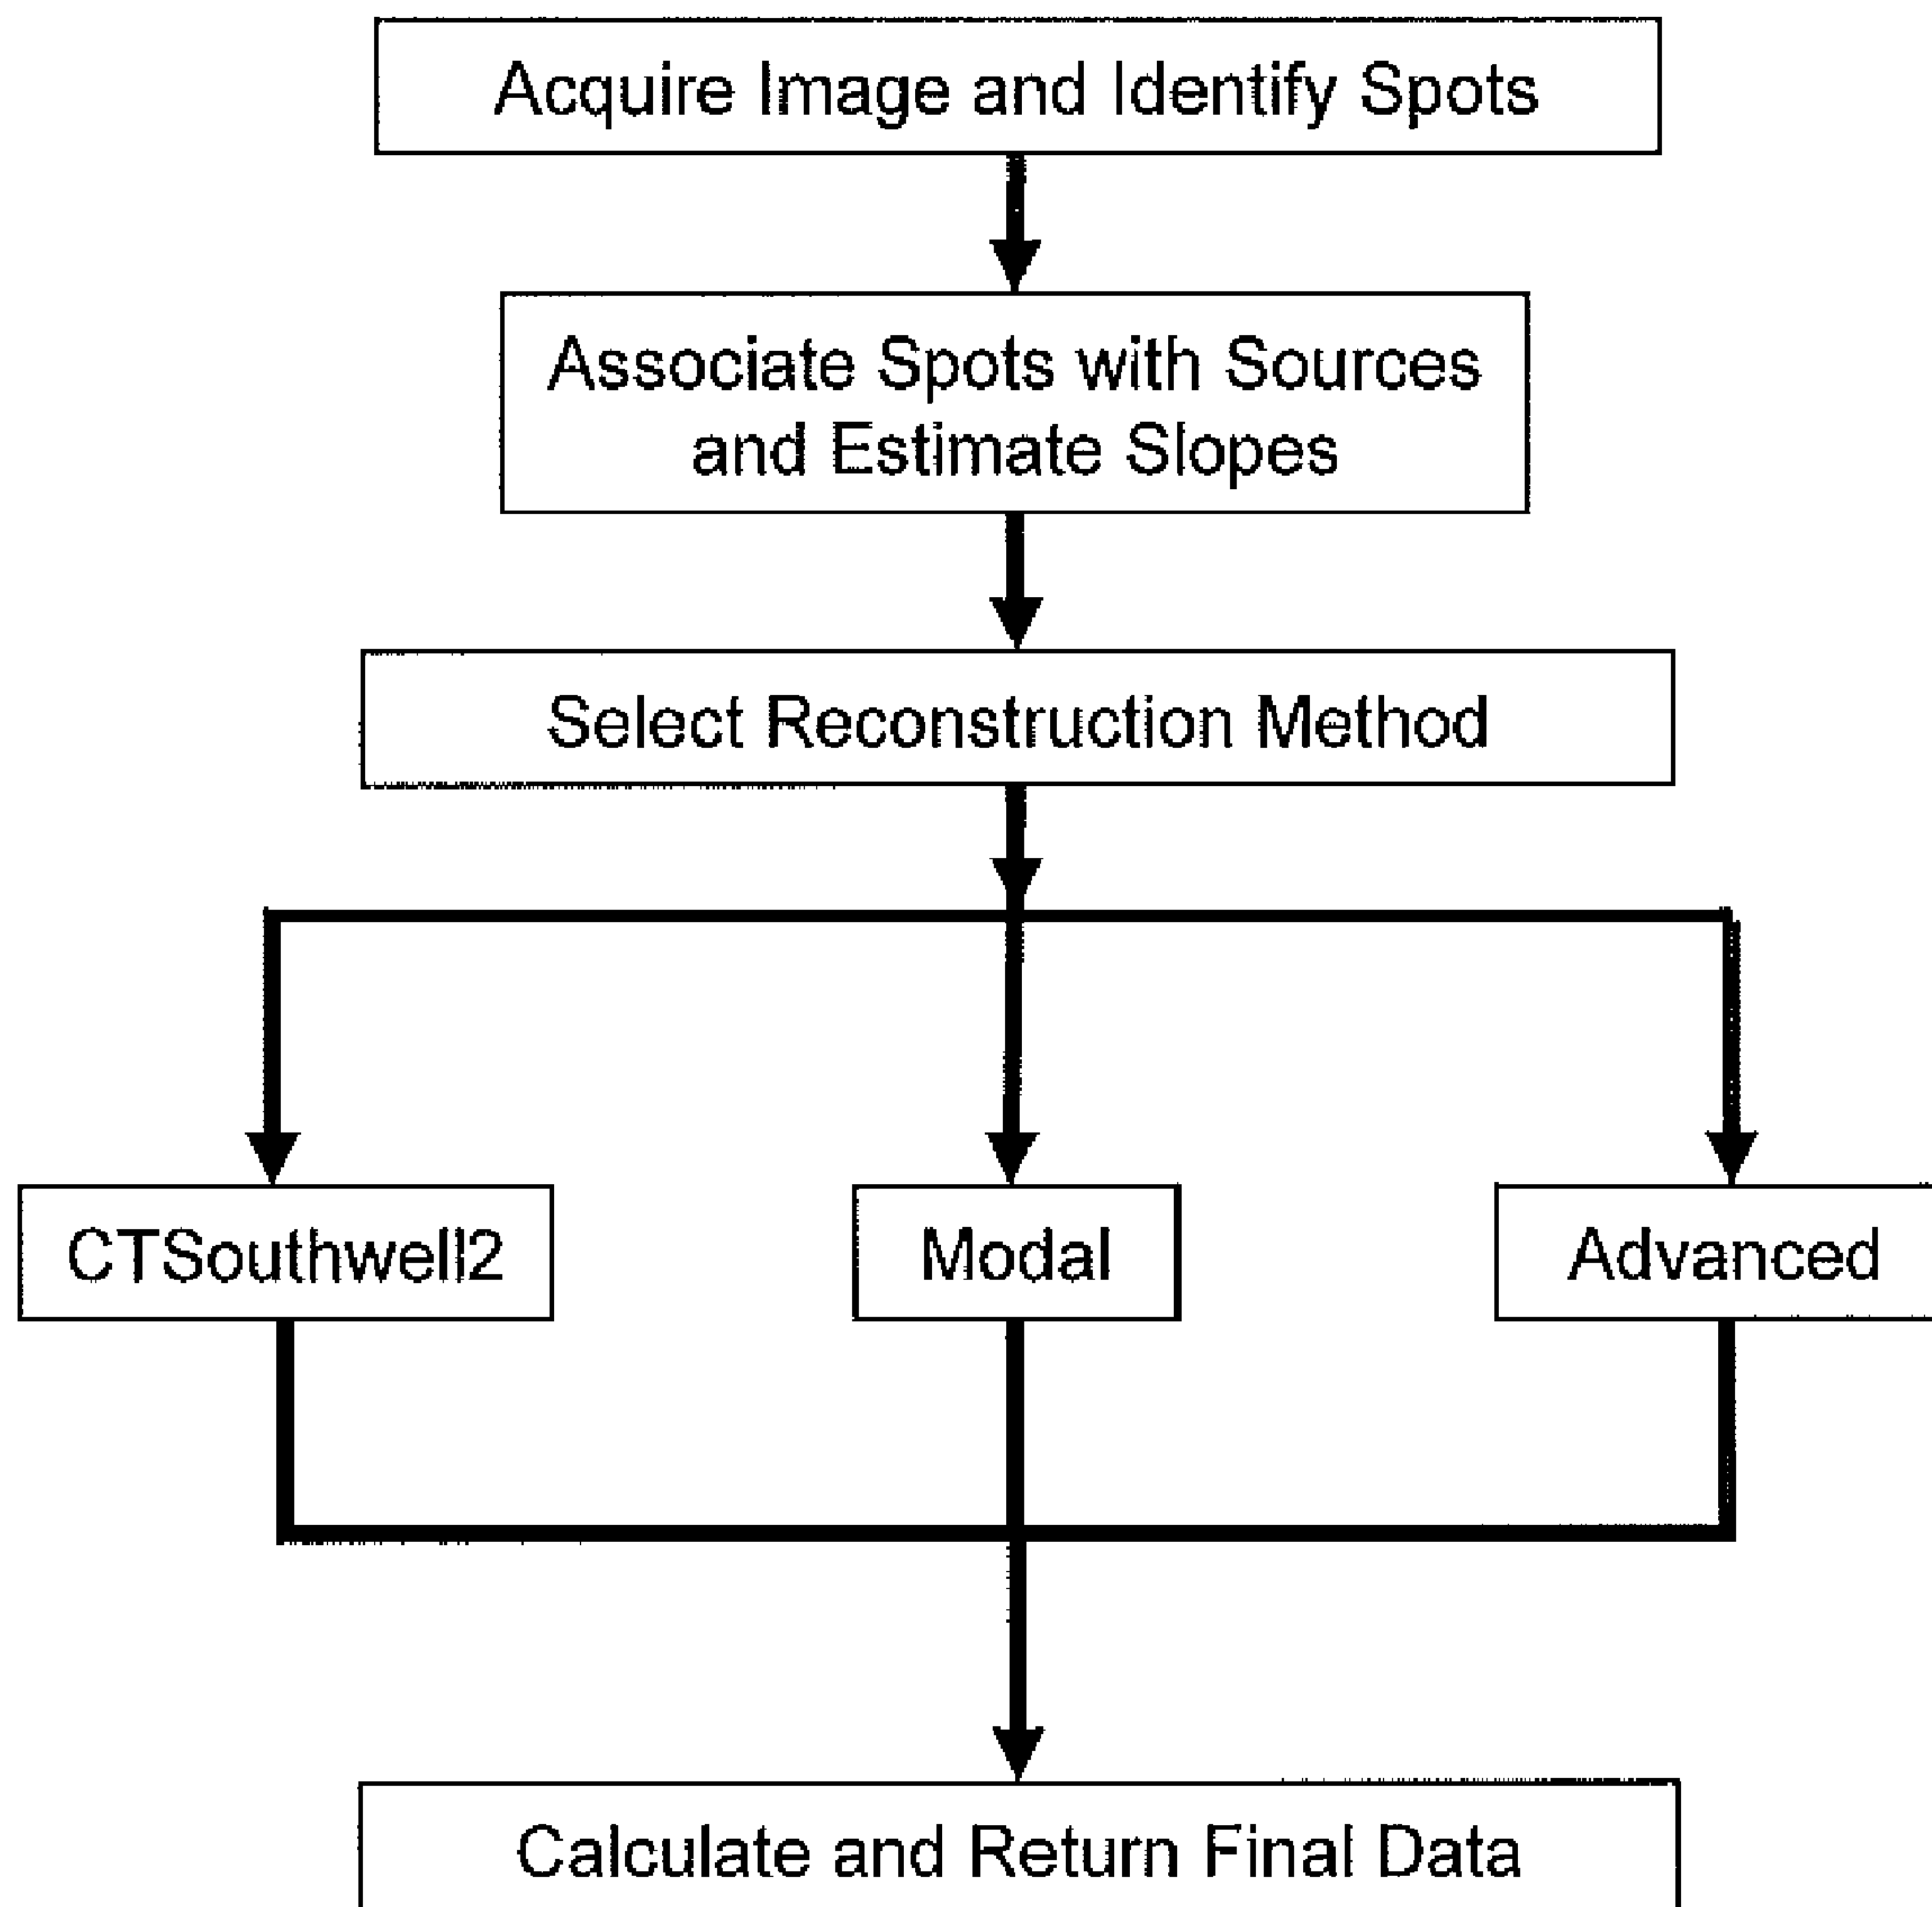 Acquire Image and Identify Spots
Associate Spots with Sources
and Estimate Slopes
Select Reconstruction Method
CTSouthwell2
Modal
Advanced
Calculate and Return Final Data